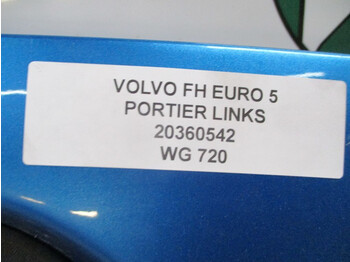 VOLVO FH EURO 5
PORTIER LINKS
20360542
WG 720